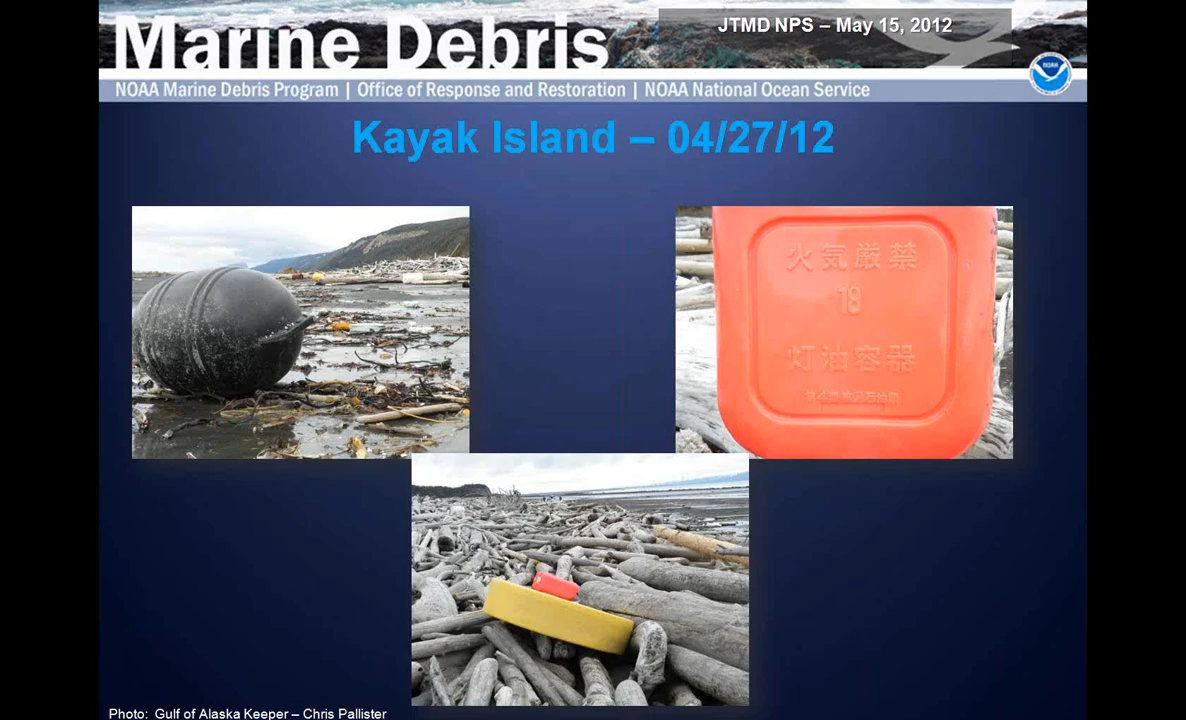 Marine Debris
JTMD NPS – May 15, 2012
NOAA
NOAA Marine Debris Program | Office of Response and Restoration | NOAA National Ocean Service
Kayak Island – 04/27/12
火気厳禁
18
灯油容器
Photo: Gulf of Alaska Keeper – Chris Pallister